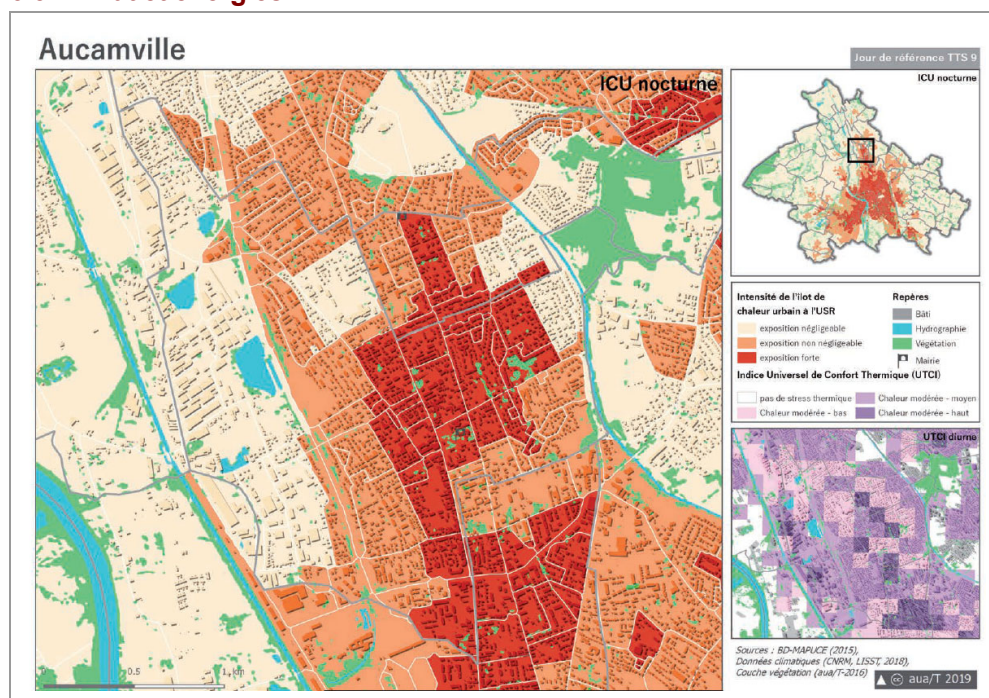 Aucamville
Jour de référence TTS 9
ICU nocturne
ICU nocturne
Intensité de l'îlot de
chaleur urbain à l'USR
exposition négligeable
exposition non négligeable
exposition forte
Repères
Bâti
Hydrographie
Végétation
Mairie
Indice Universel de Confort Thermique (UTCI)
pas de stress thermique
Chaleur modérée - moyen
Chaleur modérée - bas
Chaleur modérée - haut
UTCI diurne
0
0.5
1 km
Sources : BD-MAPUCE (2015),
Données climatiques (CNRM, LISST, 2018),
Couche végétation (aua/T-2016)
cc aua/T 2019